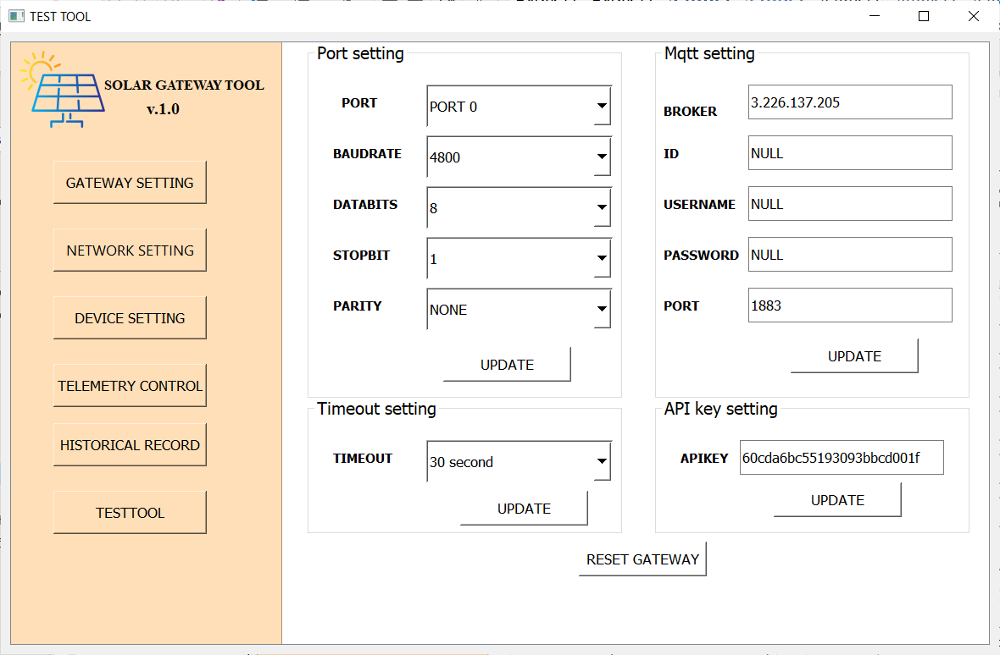 TEST TOOL
SOLAR GATEWAY TOOL
v.1.0
GATEWAY SETTING
NETWORK SETTING
DEVICE SETTING
TELEMETRY CONTROL
HISTORICAL RECORD
TESTTOOL
Port setting
PORT PORT 0
BAUDRATE 4800
DATABITS 8
STOPBIT 1
PARITY NONE
UPDATE
Mqtt setting
BROKER 3.226.137.205
ID NULL
USERNAME NULL
PASSWORD NULL
PORT 1883
UPDATE
Timeout setting
TIMEOUT 30 second
UPDATE
API key setting
APIKEY 60cda6bc55193093bbcd001f
UPDATE
RESET GATEWAY